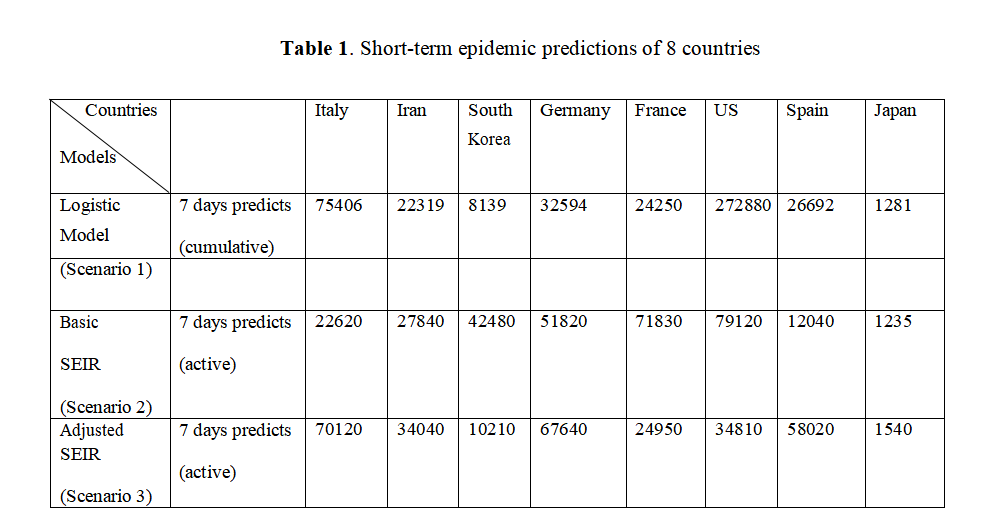 Table 1. Short-term epidemic predictions of 8 countries
Countries
Models
Italy Iran South Korea Germany France US Spain Japan
Logistic Model 7 days predicts (cumulative) 75406 22319 8139 32594 24250 272880 26692 1281
(Scenario 1)
Basic SEIR (Scenario 2) 7 days predicts (active) 22620 27840 42480 51820 71830 79120 12040 1235
Adjusted SEIR (Scenario 3) 7 days predicts (active) 70120 34040 10210 67640 24950 34810 58020 1540